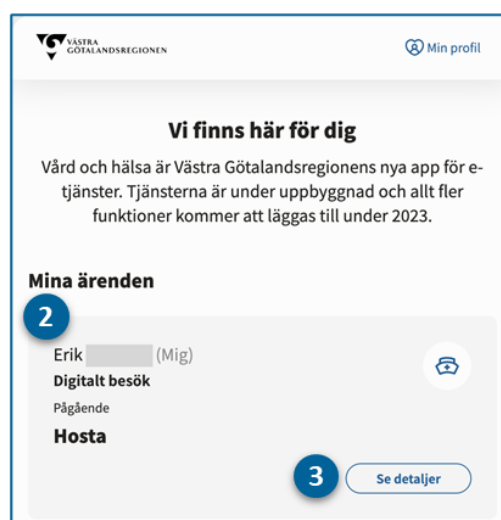 VÄSTRA
GÖTALANDSREGIONEN
Min profil
Vi finns här för dig
Vård och hälsa är Västra Götalandsregionens nya app för e-
tjänster. Tjänsterna är under uppbyggnad och allt fler
funktioner kommer att läggas till under 2023.
Mina ärenden
2
Erik (Mig)
Digitalt besök
Pågående
Hosta
3
Se detaljer